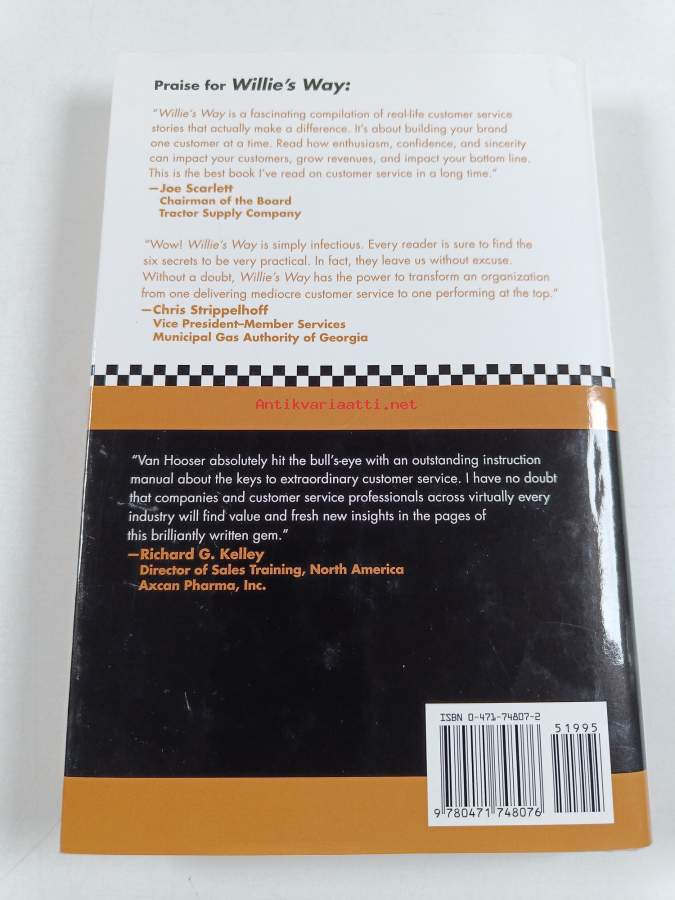 Praise for Willie's Way:
"Willie's Way is a fascinating compilation of real-life customer service
stories that actually make a difference. It's about building your brand
one customer at a time. Read how enthusiasm, confidence, and sincerity
can impact your customers, grow revenues, and impact your bottom line.
This is the best book I've read on customer service in a long time."
—Joe Scarlett
Chairman of the Board
Tractor Supply Company
"Wow! Willie's Way is simply infectious. Every reader is sure to find the
six secrets to be very practical. In fact, they leave us without excuse.
Without a doubt, Willie's Way has the power to transform an organization
from one delivering mediocre customer service to one performing at the top."
—Chris Strippelhoff
Vice President–Member Services
Municipal Gas Authority of Georgia
Antikvariaatti.net
"Van Hooser absolutely hit the bull's-eye with an outstanding instruction
manual about the keys to extraordinary customer service. I have no doubt
that companies and customer service professionals across virtually every
industry will find value and fresh new insights in the pages of
this brilliantly written gem."
—Richard G. Kelley
Director of Sales Training, North America
Axcan Pharma, Inc.
ISBN 0-471-74807-2
51995
9 780471 748076